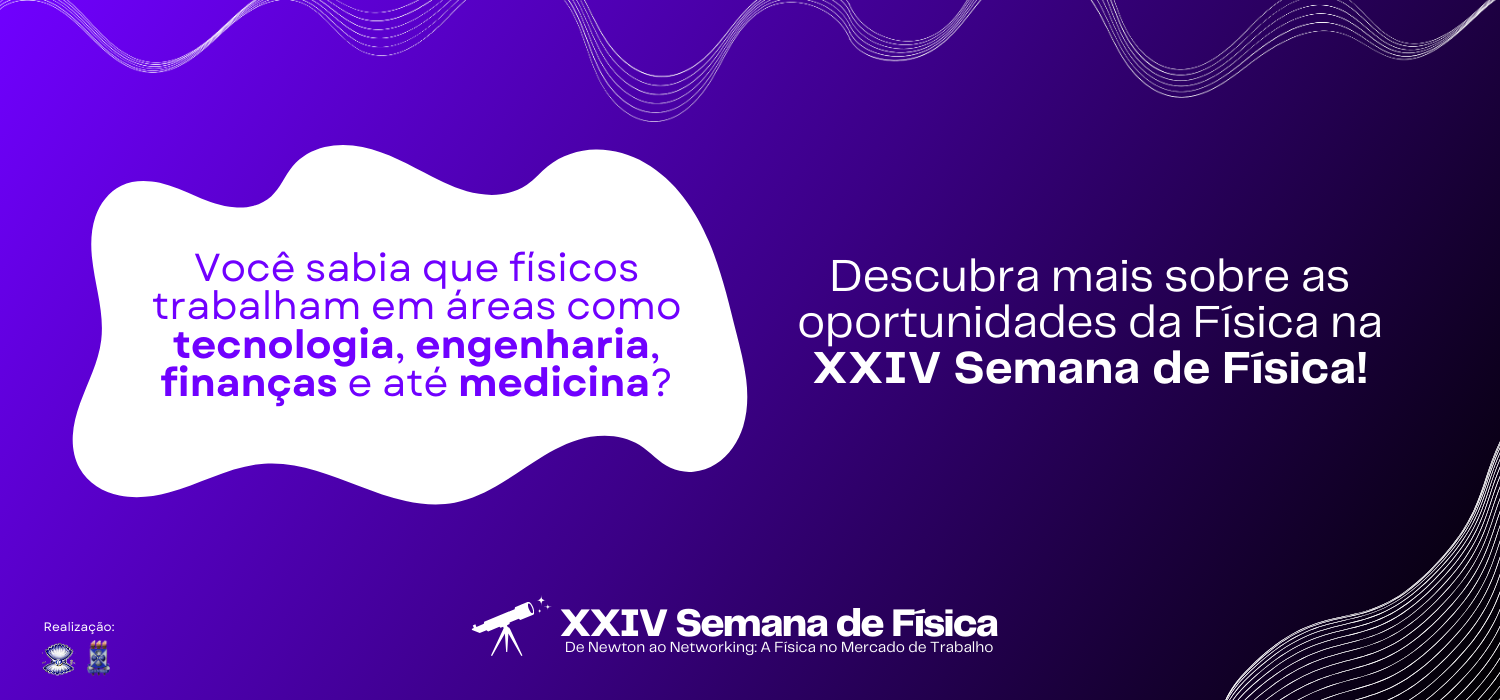 Você sabia que físicos
trabalham em áreas como
tecnologia, engenharia,
finanças e até medicina?
Descubra mais sobre as
oportunidades da Física na
XXIV Semana de Física!
Realização:
XXIV Semana de Física
De Newton ao Networking: A Física no Mercado de Trabalho